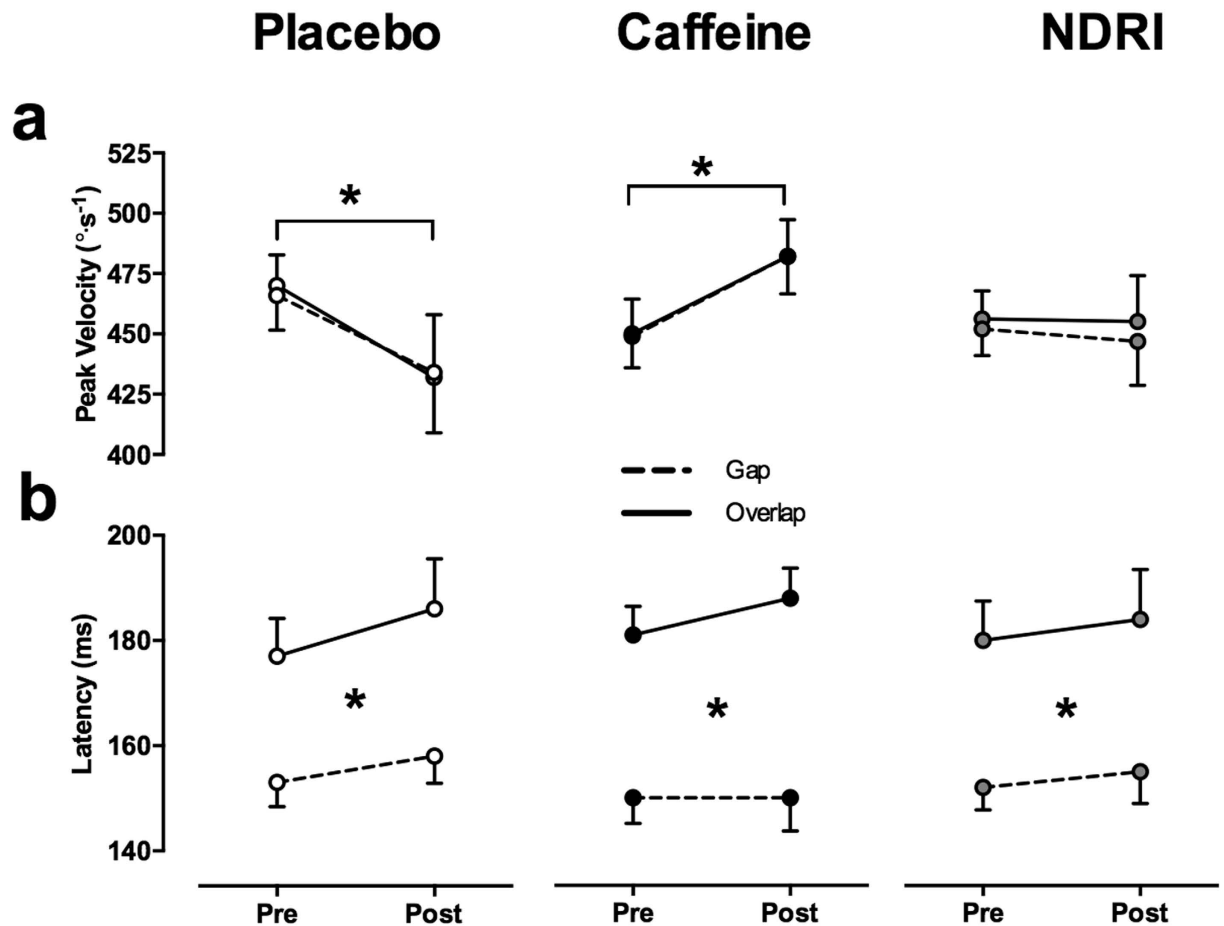 Placebo Caffeine NDRI
a
525
500
475
450
425
400
Peak Velocity (°·s-1)
* *
Gap
Overlap
b
200
180
160
140
Latency (ms)
* * *
Pre Post Pre Post Pre Post